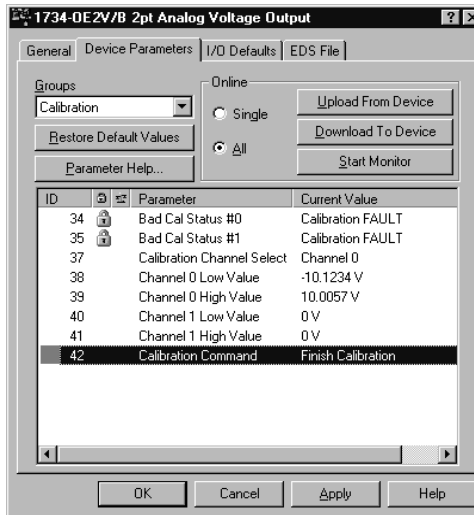 1734-OE2V/B 2pt Analog Voltage Output
General Device Parameters I/O Defaults EDS File
Groups
Calibration
Restore Default Values
Parameter Help...
Online
Single
All
Upload From Device
Download To Device
Start Monitor
ID Parameter Current Value
34 Bad Cal Status #0 Calibration FAULT
35 Bad Cal Status #1 Calibration FAULT
37 Calibration Channel Select Channel 0
38 Channel 0 Low Value -10.1234 V
39 Channel 0 High Value 10.0057 V
40 Channel 1 Low Value 0 V
41 Channel 1 High Value 0 V
42 Calibration Command Finish Calibration
OK Cancel Apply Help